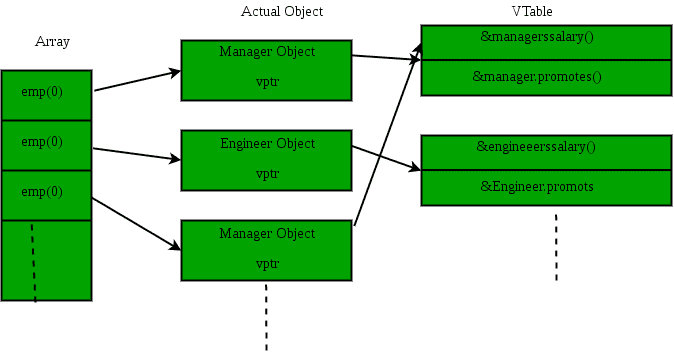 Actual Object
VTable
Array
Manager Object
vptr
&managerssalary()
&manager.promotes()
emp(0)
emp(0)
emp(0)
Engineer Object
vptr
&engineeerssalary()
&Engineer.promots
Manager Object
vptr